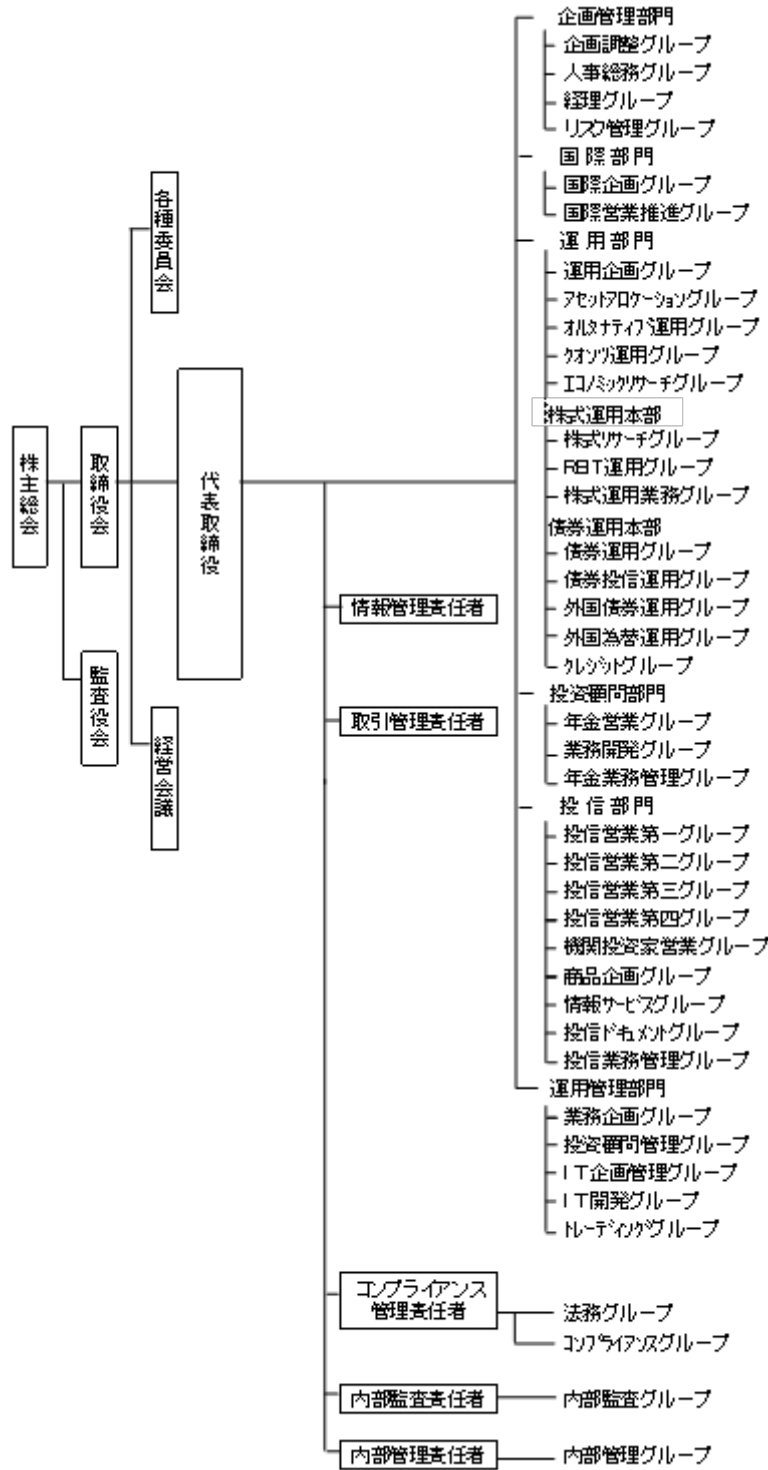 株主総会
取締役会
監査役会
各種委員会
経営会議
代表取締役
情報管理責任者
取引管理責任者
コンプライアンス
管理責任者
内部監査責任者
内部管理責任者
企画管理部門
企画調整グループ
人事総務グループ
経理グループ
リスク管理グループ
国際部門
国際企画グループ
国際営業推進グループ
運用部門
運用企画グループ
アセットアロケーショングループ
オルタナティブ運用グループ
クオンツ運用グループ
エコノミックリサーチグループ
株式運用本部
株式リサーチグループ
RBT運用グループ
株式運用業務グループ
債券運用本部
債券運用グループ
債券投信運用グループ
外国債券運用グループ
外国為替運用グループ
クレジットグループ
投資顧問部門
年金営業グループ
業務開発グループ
年金業務管理グループ
投信部門
投信営業第一グループ
投信営業第二グループ
投信営業第三グループ
投信営業第四グループ
機関投資家営業グループ
商品企画グループ
情報サービスグループ
投信ドキュメントグループ
投信業務管理グループ
運用管理部門
業務企画グループ
投資顧問管理グループ
IT企画管理グループ
IT開発グループ
トレーディンググループ
法務グループ
コンプライアンスグループ
内部監査グループ
内部管理グループ